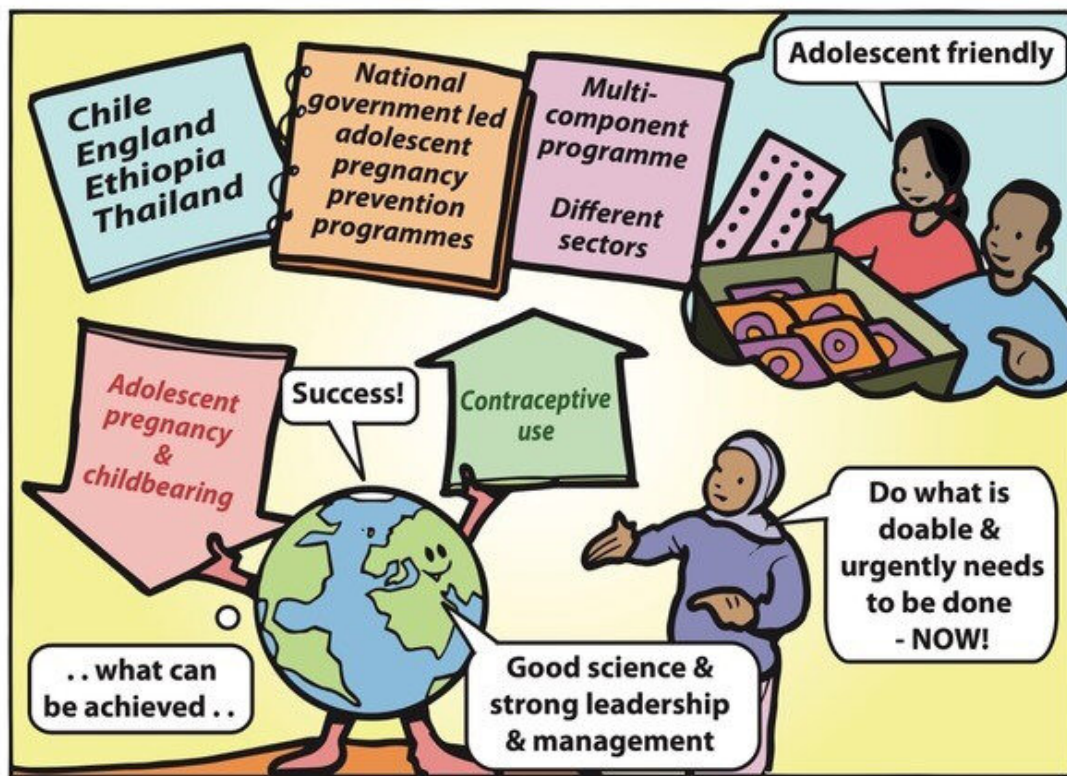 Chile
England
Ethiopia
Thailand
National
government led
adolescent
pregnancy
prevention
programmes
Multi-
component
programme
Different
sectors
Adolescent friendly
Adolescent
pregnancy
&
childbearing
Success!
Contraceptive
use
Do what is
doable &
urgently needs
to be done
- NOW!
. . what can
be achieved . .
Good science &
strong leadership
& management